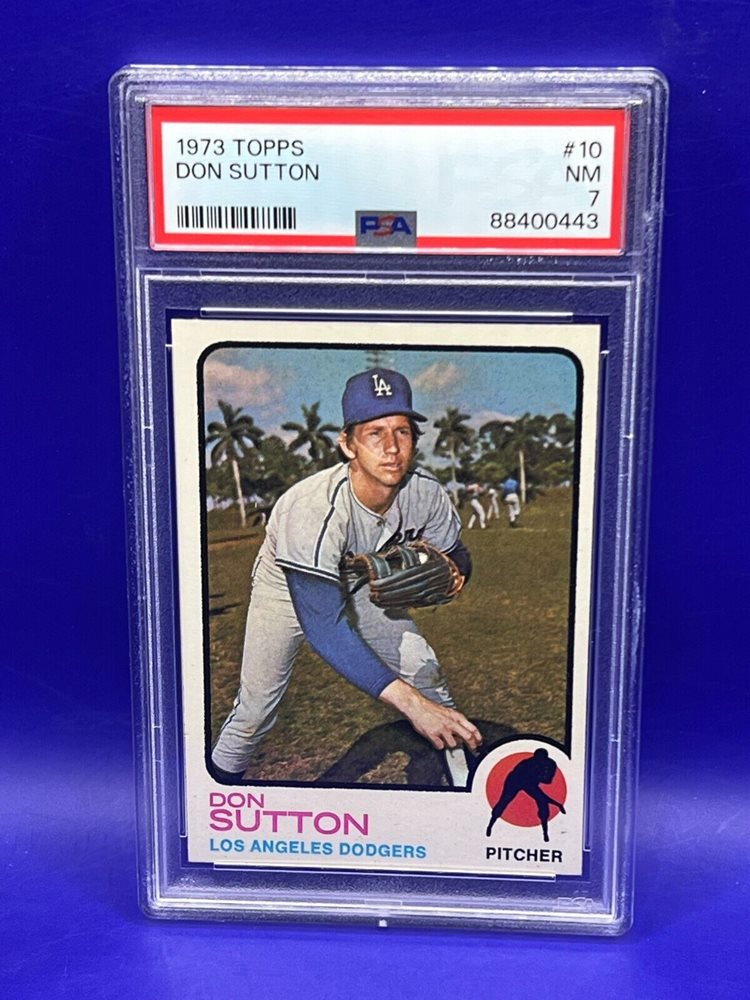 1973 TOPPS #10
DON SUTTON NM
7
PSA 88400443
LA
DON
SUTTON
LOS ANGELES DODGERS
PITCHER